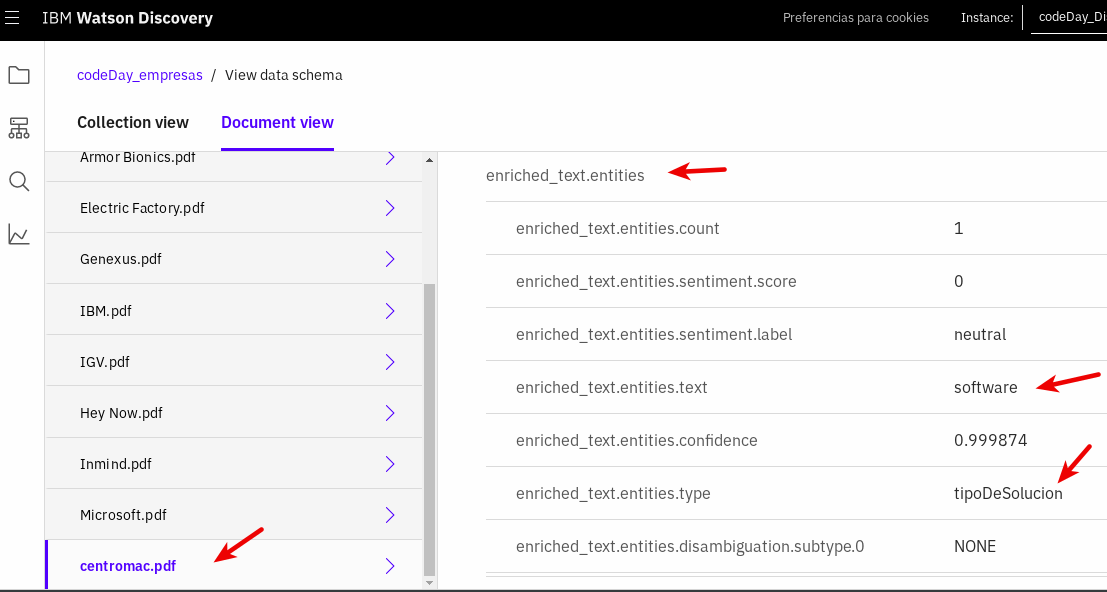 IBM Watson Discovery
Preferencias para cookies
Instance:
codeDay_Di
codeDay_empresas / View data schema
Collection view
Document view
Armor Bionics.pdf
Electric Factory.pdf
Genexus.pdf
IBM.pdf
IGV.pdf
Hey Now.pdf
Inmind.pdf
Microsoft.pdf
centromac.pdf
enriched_text.entities
enriched_text.entities.count 1
enriched_text.entities.sentiment.score 0
enriched_text.entities.sentiment.label neutral
enriched_text.entities.text software
enriched_text.entities.confidence 0.999874
enriched_text.entities.type tipoDeSolucion
enriched_text.entities.disambiguation.subtype.0 NONE